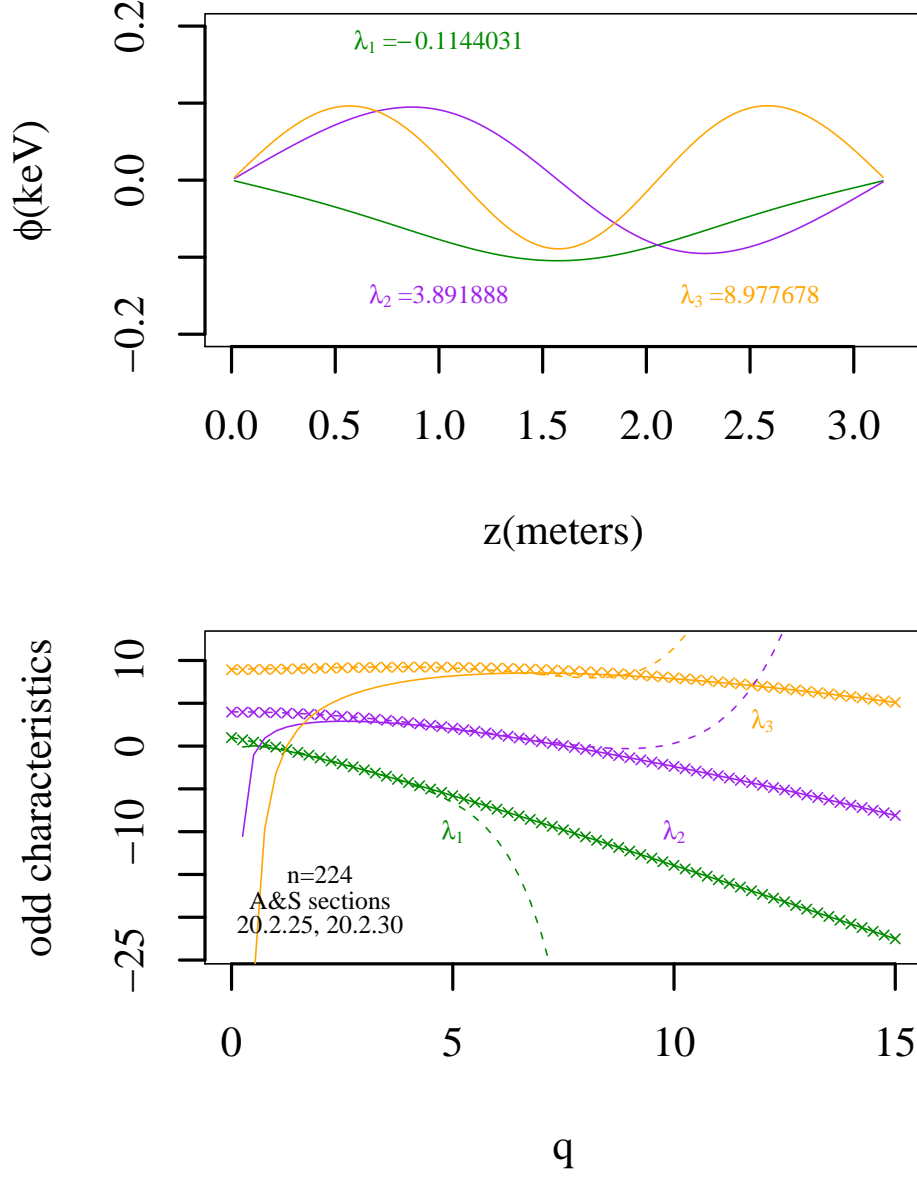 0.2
0.0
−0.2
ϕ(keV)
λ1 =−0.1144031
λ2 =3.891888
λ3 =8.977678
0.0 0.5 1.0 1.5 2.0 2.5 3.0
z(meters)
10
0
−10
−25
odd characteristics
λ3
λ1
λ2
n=224
A&S sections
20.2.25, 20.2.30
0 5 10 15
q